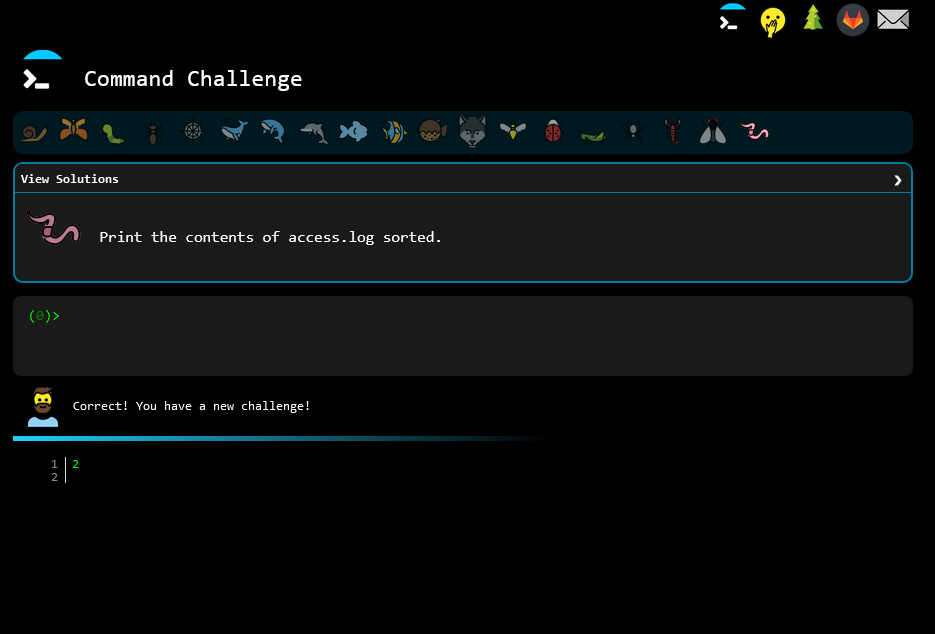 Command Challenge
View Solutions
Print the contents of access.log sorted.
(0)>
Correct! You have a new challenge!
1 2
2